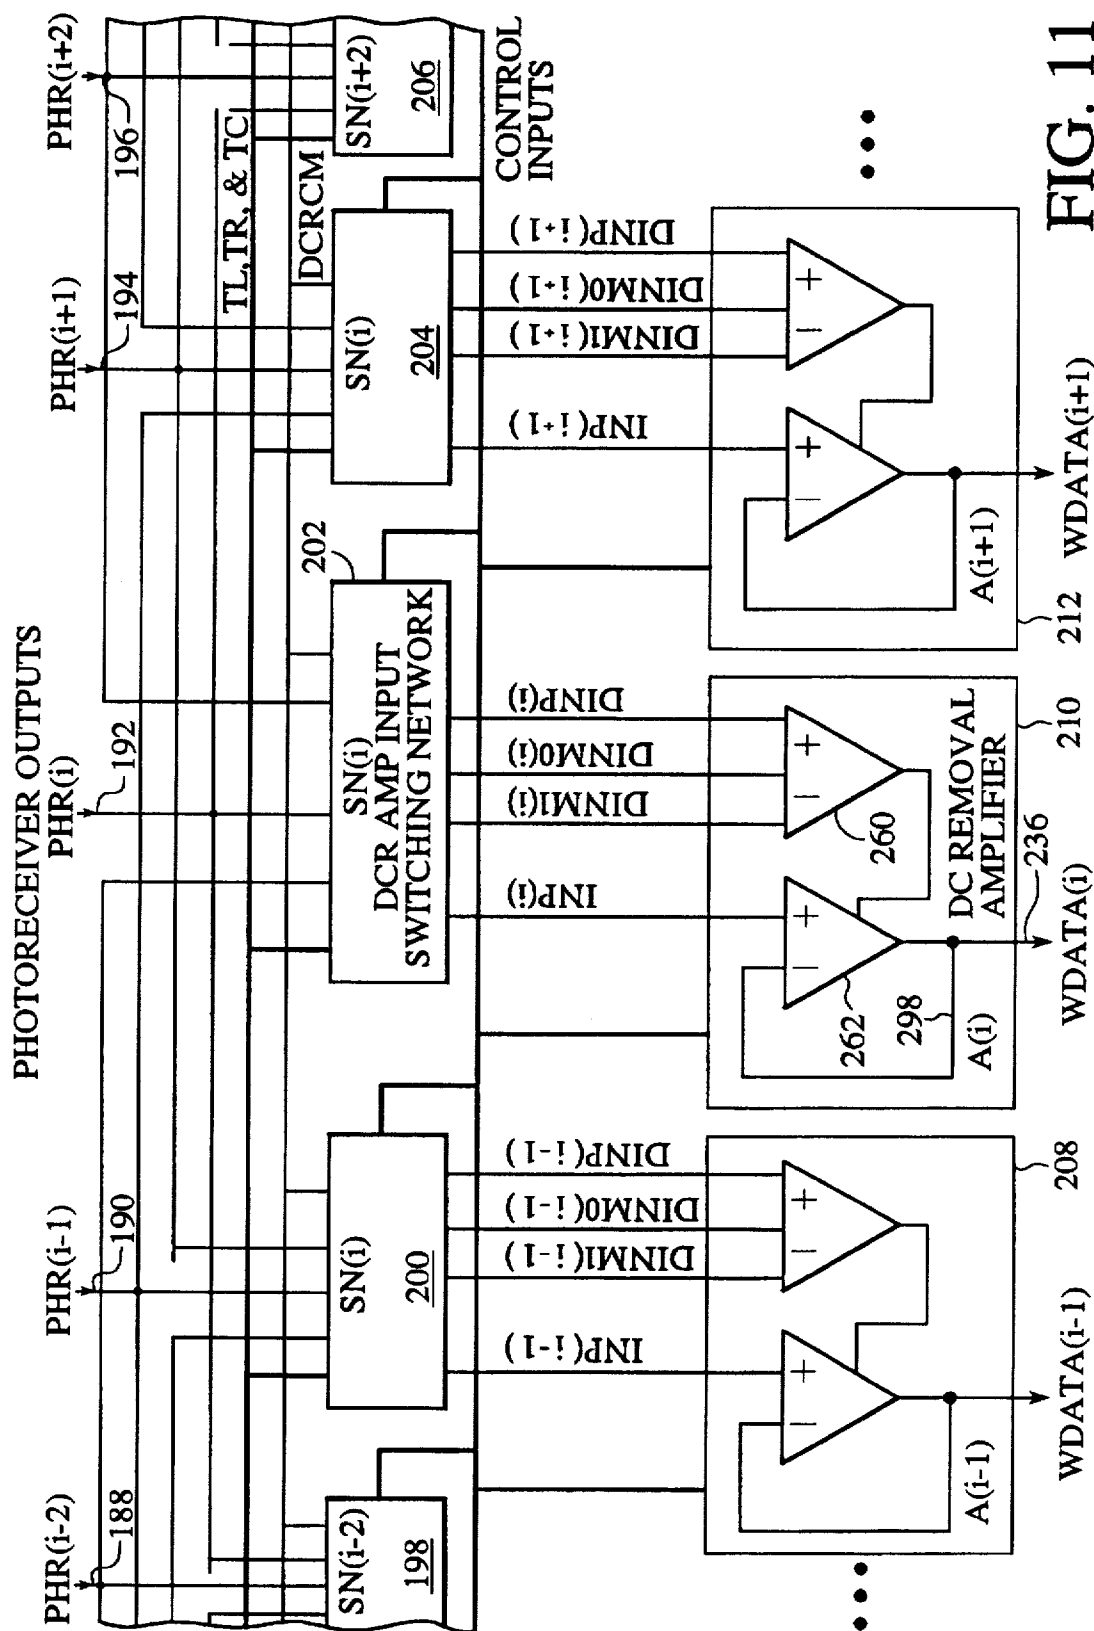 PHOTORECEIVER OUTPUTS
PHR(i-2)
PHR(i-1)
PHR(i)
PHR(i+1)
PHR(i+2)
188
190
192
194
196
TL,TR, & TC
DCRCM
SN(i-2)
198
SN(i)
200
SN(i)
DCR AMP INPUT
SWITCHING NETWORK
202
SN(i)
204
SN(i+2)
206
CONTROL
INPUTS
INP(i-1)
DINM1(i-1)
DINM0(i-1)
DINP(i-1)
INP(i)
DINM1(i)
DINM0(i)
DINP(i)
INP(i+1)
DINM1(i+1)
DINM0(i+1)
DINP(i+1)
− +
− +
− +
− +
− +
− +
A(i-1)
208
262
260
298
A(i)
DC REMOVAL
AMPLIFIER
236
210
A(i+1)
212
WDATA(i-1)
WDATA(i)
WDATA(i+1)
FIG. 11